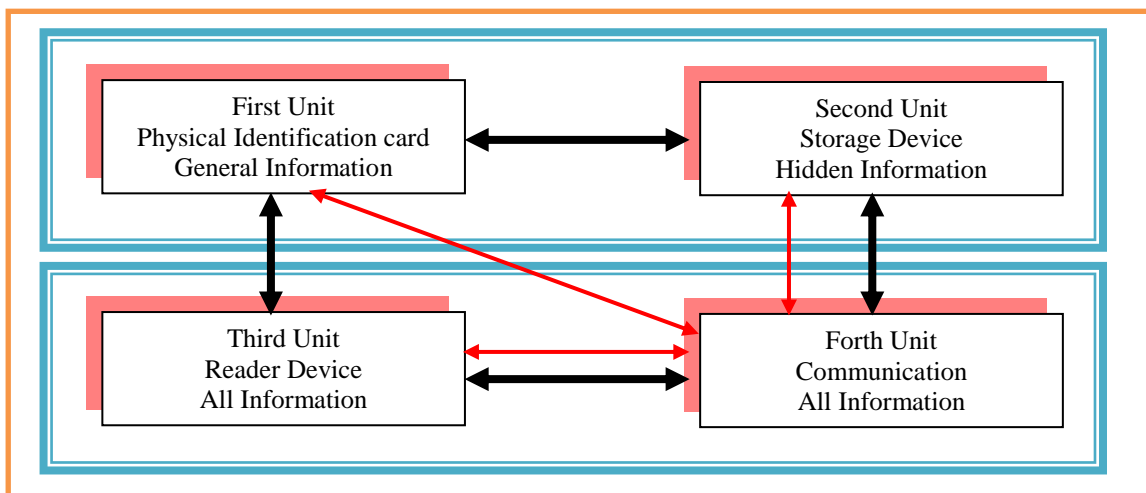 First Unit
Physical Identification card
General Information
Second Unit
Storage Device
Hidden Information
Third Unit
Reader Device
All Information
Forth Unit
Communication
All Information